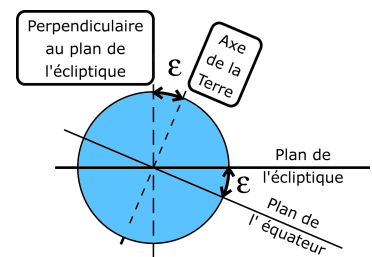 Perpendiculaire
au plan de
l'écliptique
ε
Axe
de la
Terre
Plan de
l'écliptique
ε
Plan de
l' équateur